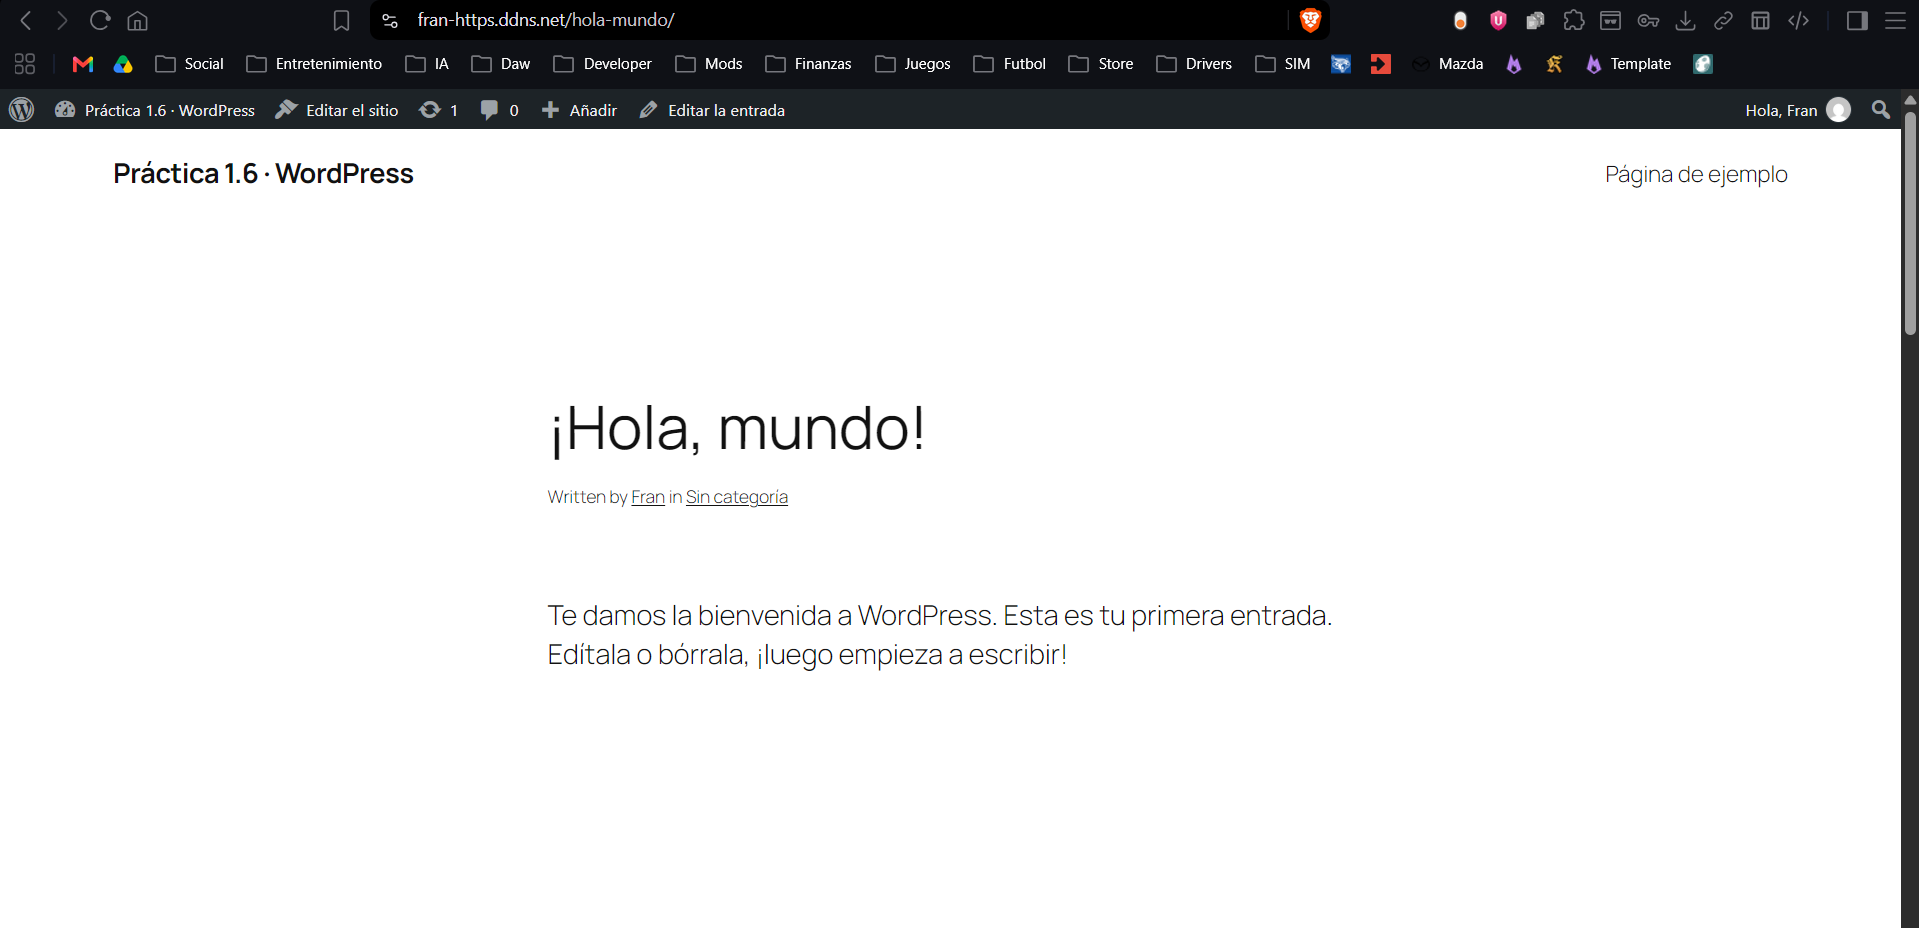 fran-https.ddns.net/hola-mundo/
Social Entretenimiento IA Daw Developer Mods Finanzas Juegos Futbol Store Drivers SIM Mazda Template
Práctica 1.6 · WordPress Editar el sitio 1 0 Añadir Editar la entrada Hola, Fran
Práctica 1.6 · WordPress Página de ejemplo
¡Hola, mundo!
Written by Fran in Sin categoría
Te damos la bienvenida a WordPress. Esta es tu primera entrada.
Edítala o bórrala, ¡luego empieza a escribir!